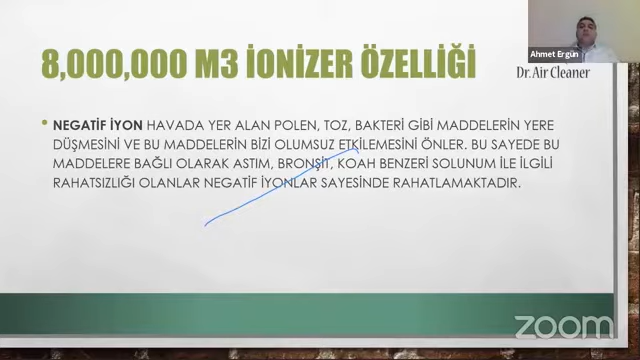 Ahmet Ergün
8,000,000 M3 İONİZER ÖZELLİĞİ
Dr. Air Cleaner
• NEGATİF İYON HAVADA YER ALAN POLEN, TOZ, BAKTERİ GİBİ MADDELERİN YERE
DÜŞMESİNİ VE BU MADDELERİN BİZİ OLUMSUZ ETKİLEMESİNİ ÖNLER. BU SAYEDE BU
MADDELERE BAĞLI OLARAK ASTIM, BRONŞİT, KOAH BENZERİ SOLUNUM İLE İLGİLİ
RAHATSIZLIĞI OLANLAR NEGATİF İYONLAR SAYESİNDE RAHATLAMAKTADIR.
zoom